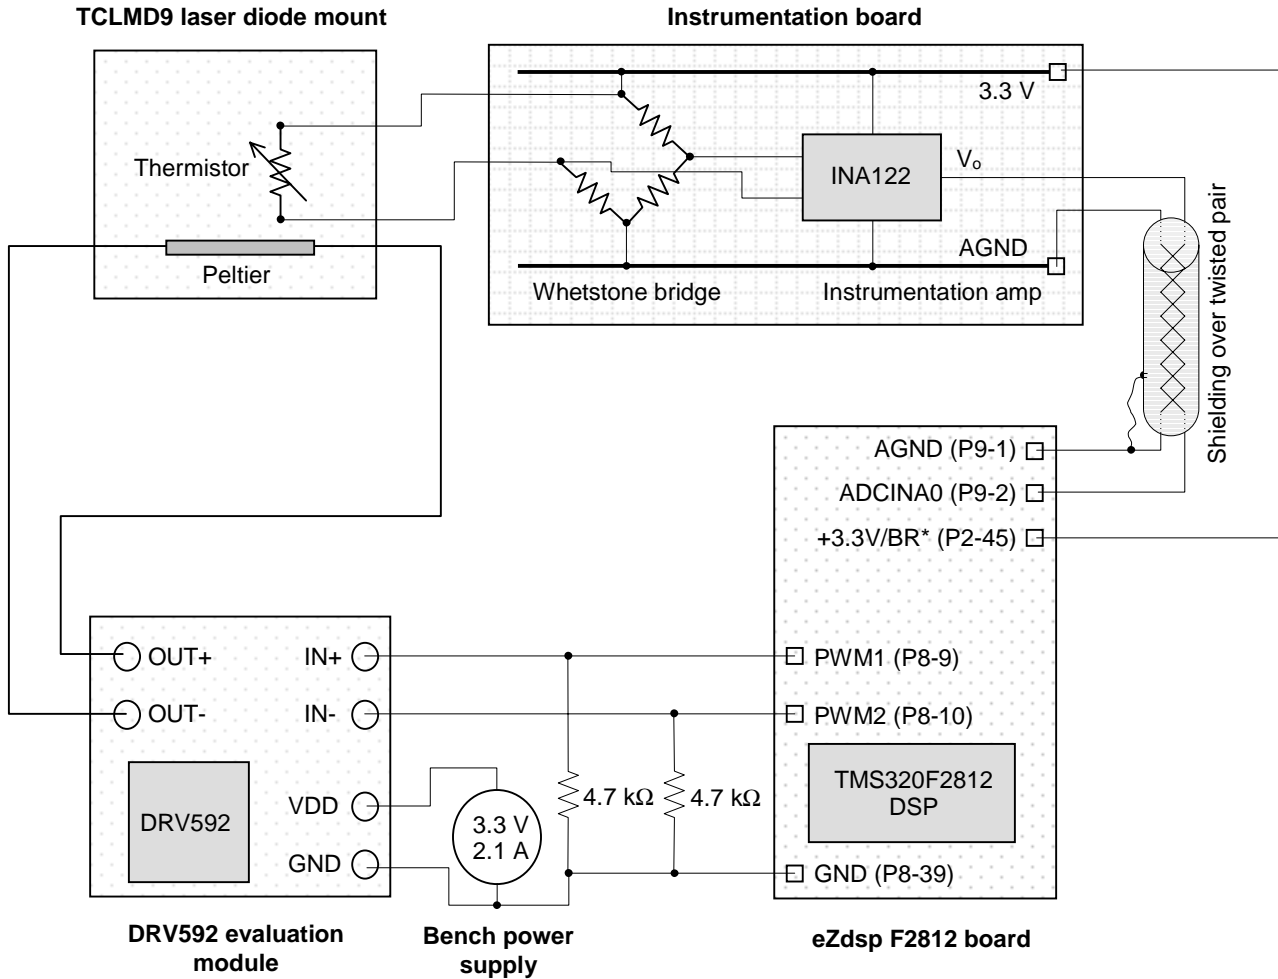 TCLMD9 laser diode mount
Instrumentation board
3.3 V
Thermistor
INA122
Vo
AGND
Peltier
Whetstone bridge
Instrumentation amp
Shielding over twisted pair
AGND (P9-1)
ADCINA0 (P9-2)
+3.3V/BR* (P2-45)
OUT+
IN+
PWM1 (P8-9)
OUT-
IN-
PWM2 (P8-10)
VDD
4.7 kΩ
4.7 kΩ
TMS320F2812
DSP
DRV592
3.3 V
2.1 A
GND
GND (P8-39)
DRV592 evaluation
module
Bench power
supply
eZdsp F2812 board